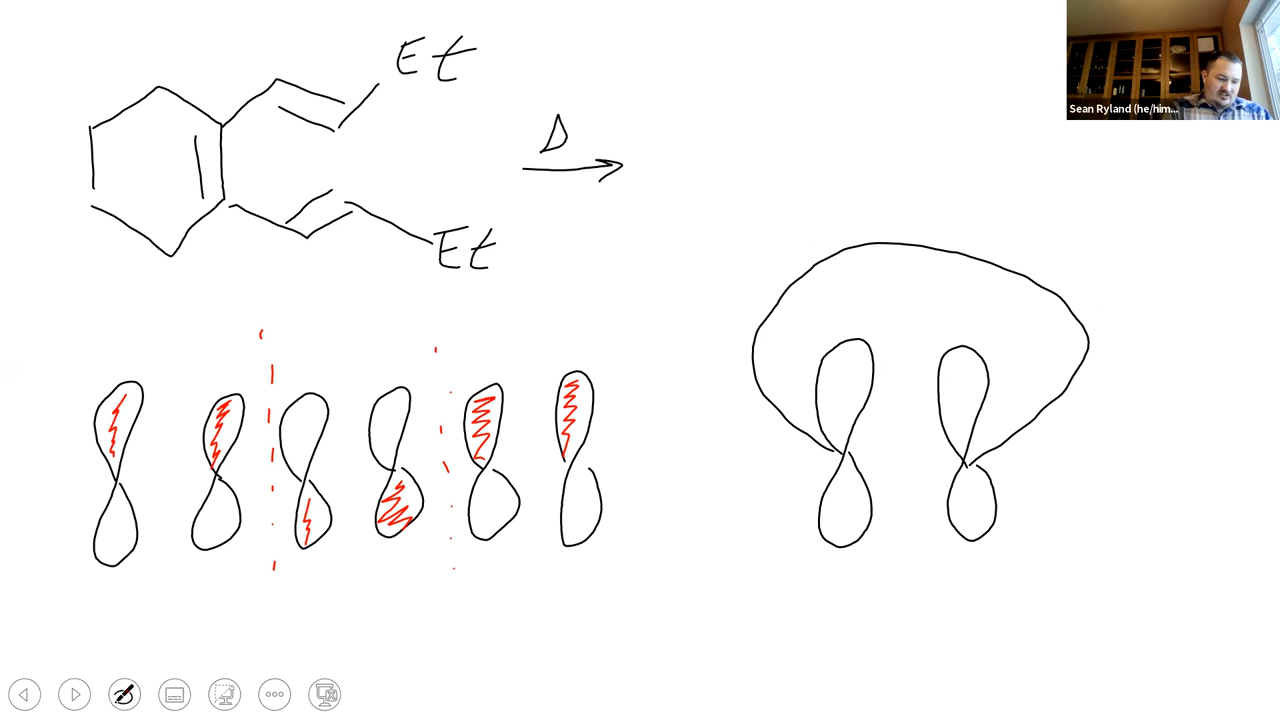 Et
Δ
Et
Sean Ryland (he/him...